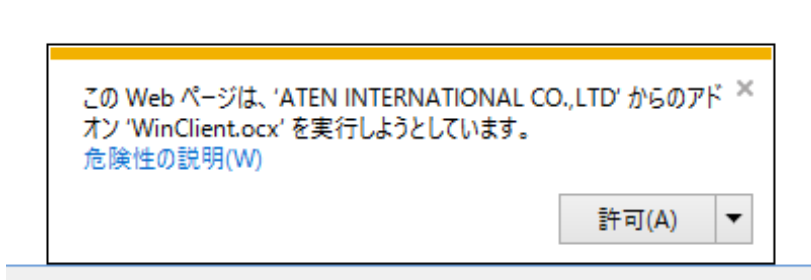 この Web ページは、'ATEN INTERNATIONAL CO.,LTD' からのアド
オン 'WinClient.ocx' を実行しようとしています。
危険性の説明(W)
許可(A)